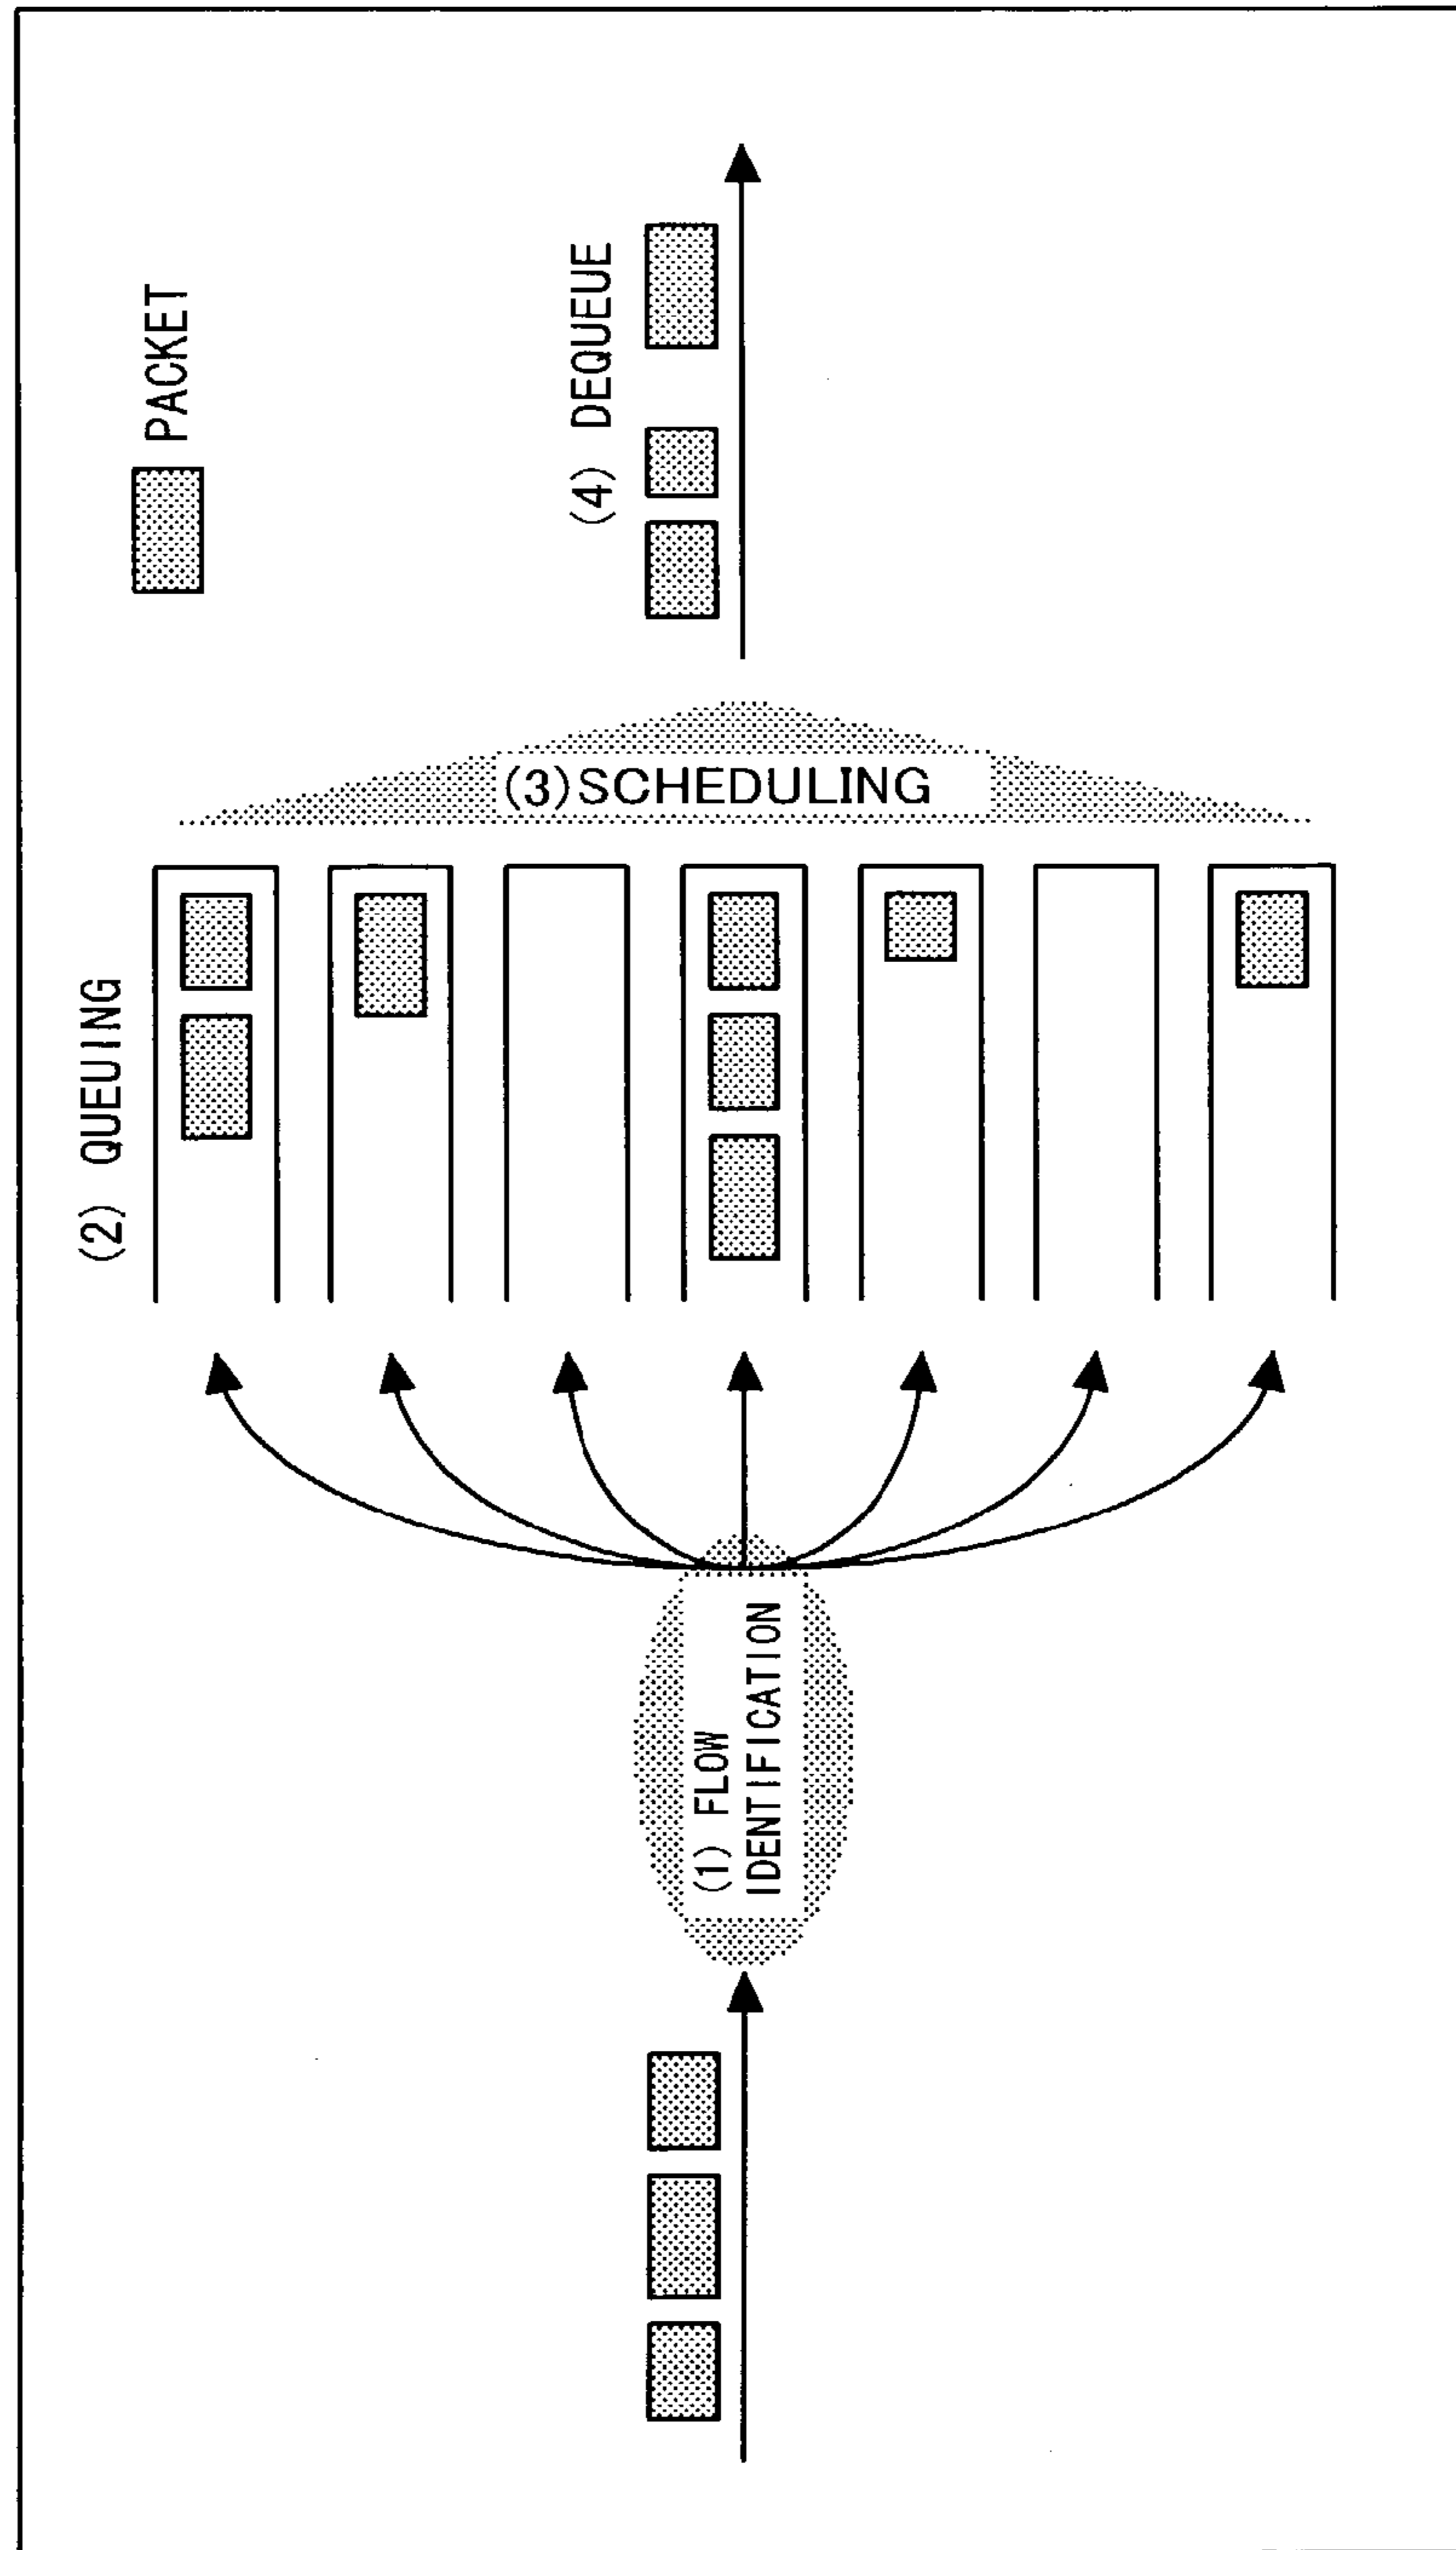 (1) FLOW
IDENTIFICATION
(2) QUEUING
(3)SCHEDULING
(4) DEQUEUE
PACKET